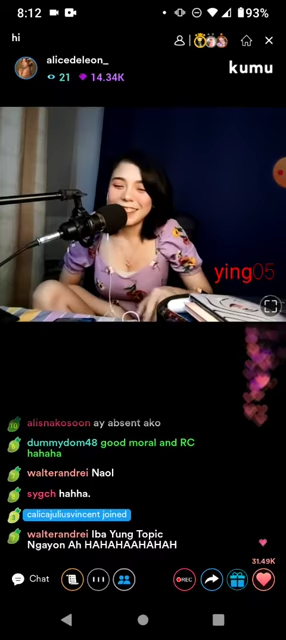 8:12
93%
hi
alicedeleon_
21 14.34K
kumu
ying05
alisnakosoon ay absent ako
dummydom48 good moral and RC
hahaha
walterandrei Naol
sygch hahha.
calicajuliusvincent joined
walterandrei Iba Yung Topic
Ngayon Ah HAHAHAAHAHAH
31.49K
Chat
REC